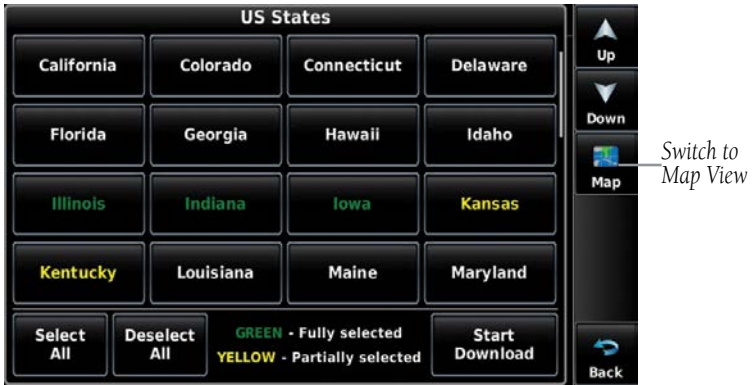 US States
California Colorado Connecticut Delaware
Florida Georgia Hawaii Idaho
Illinois Indiana Iowa Kansas
Kentucky Louisiana Maine Maryland
Select All
Deselect All
GREEN - Fully selected
YELLOW - Partially selected
Start Download
Up
Down
Map
Back
Switch to
Map View